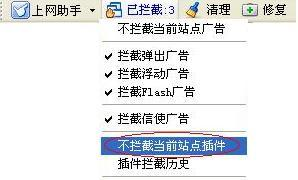 上网助手 已拦截:3 清理 修复
不拦截当前站点广告
拦截弹出广告
拦截浮动广告
拦截Flash广告
拦截信使广告
不拦截当前站点插件
插件拦截历史